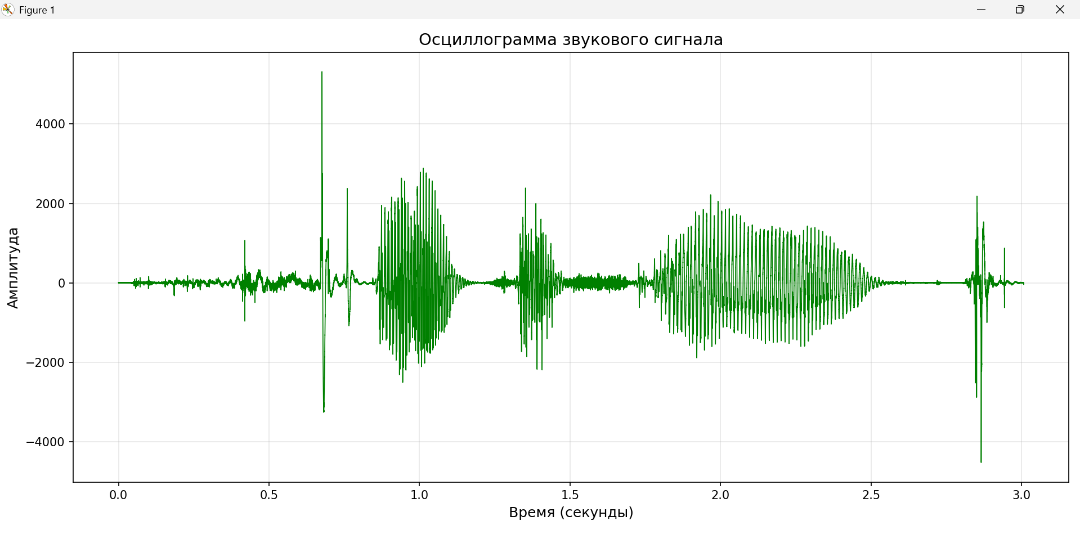 Figure 1
Осциллограмма звукового сигнала
Амплитуда
4000
2000
0
−2000
−4000
0.0 0.5 1.0 1.5 2.0 2.5 3.0
Время (секунды)